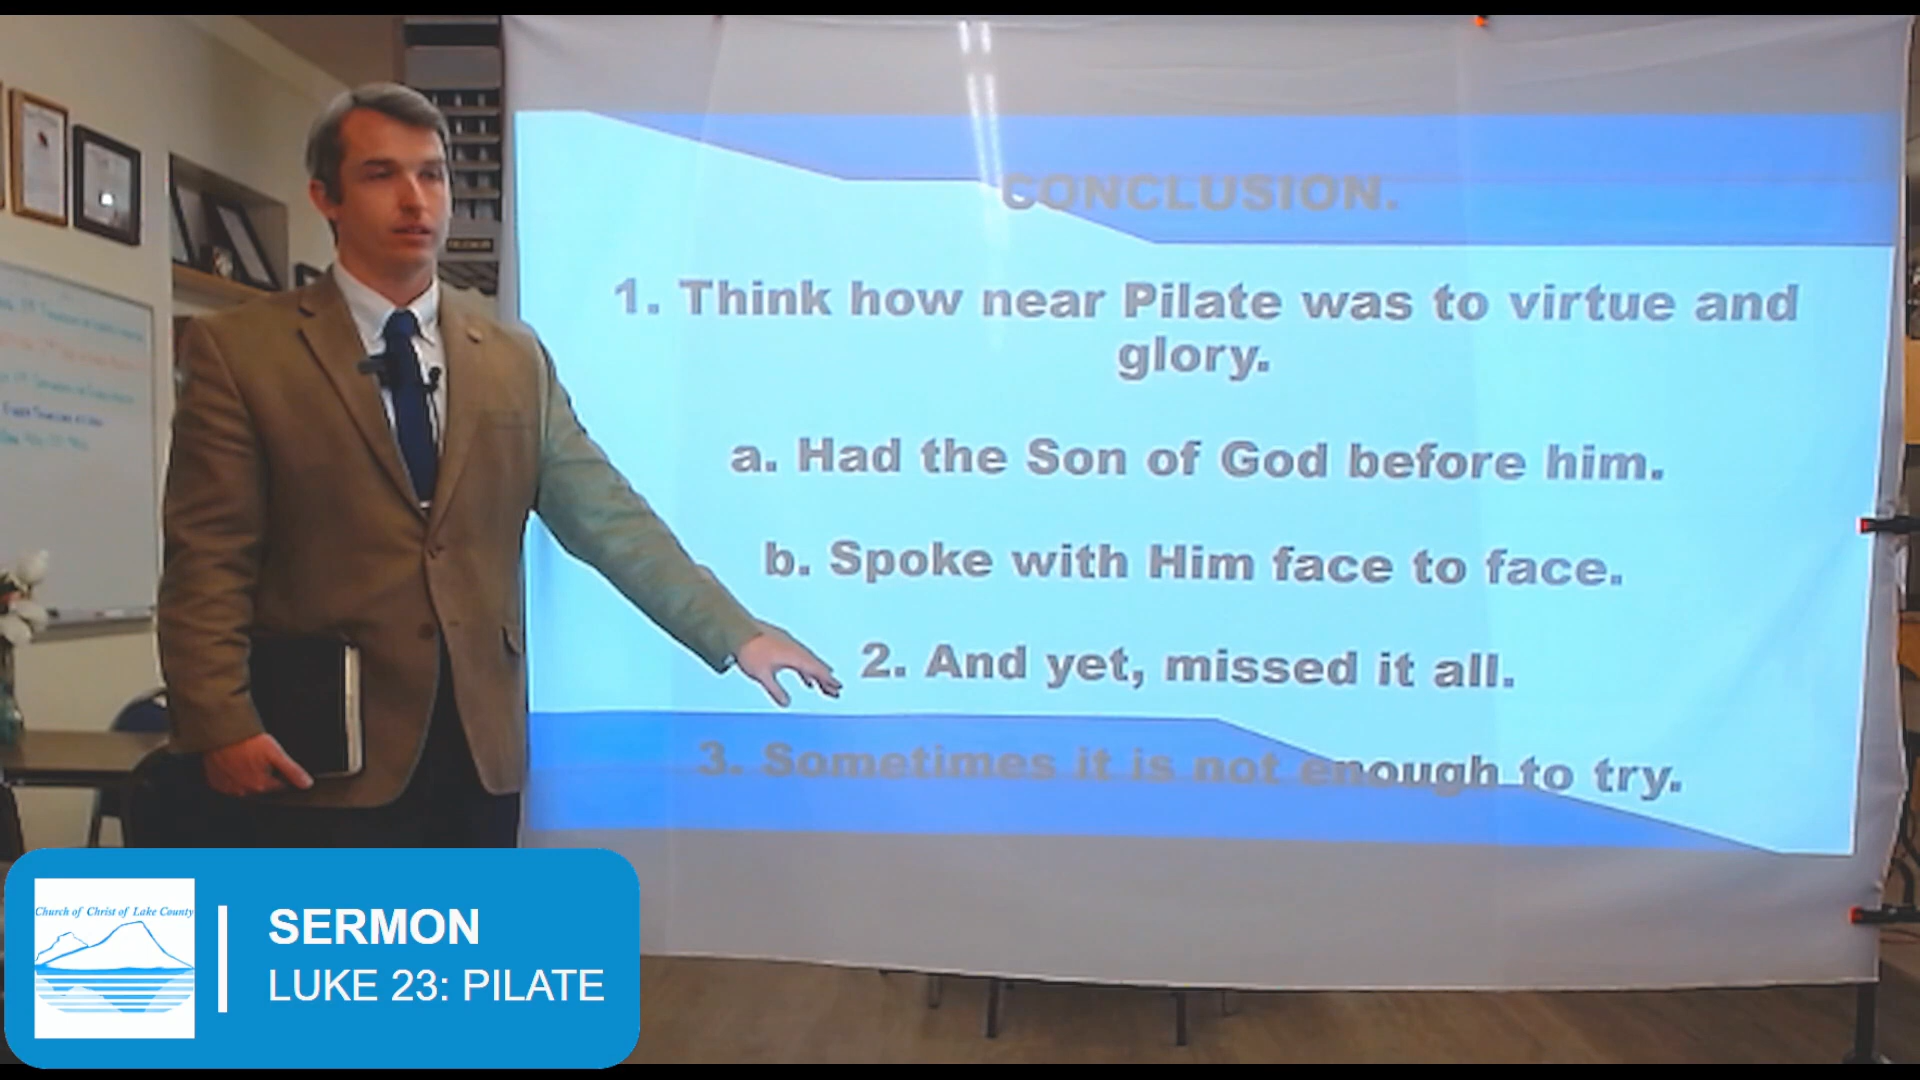 CONCLUSION.
1. Think how near Pilate was to virtue and
glory.
a. Had the Son of God before him.
b. Spoke with Him face to face.
2. And yet, missed it all.
3. Sometimes it is not enough to try.
Church of Christ of Lake County
SERMON
LUKE 23: PILATE